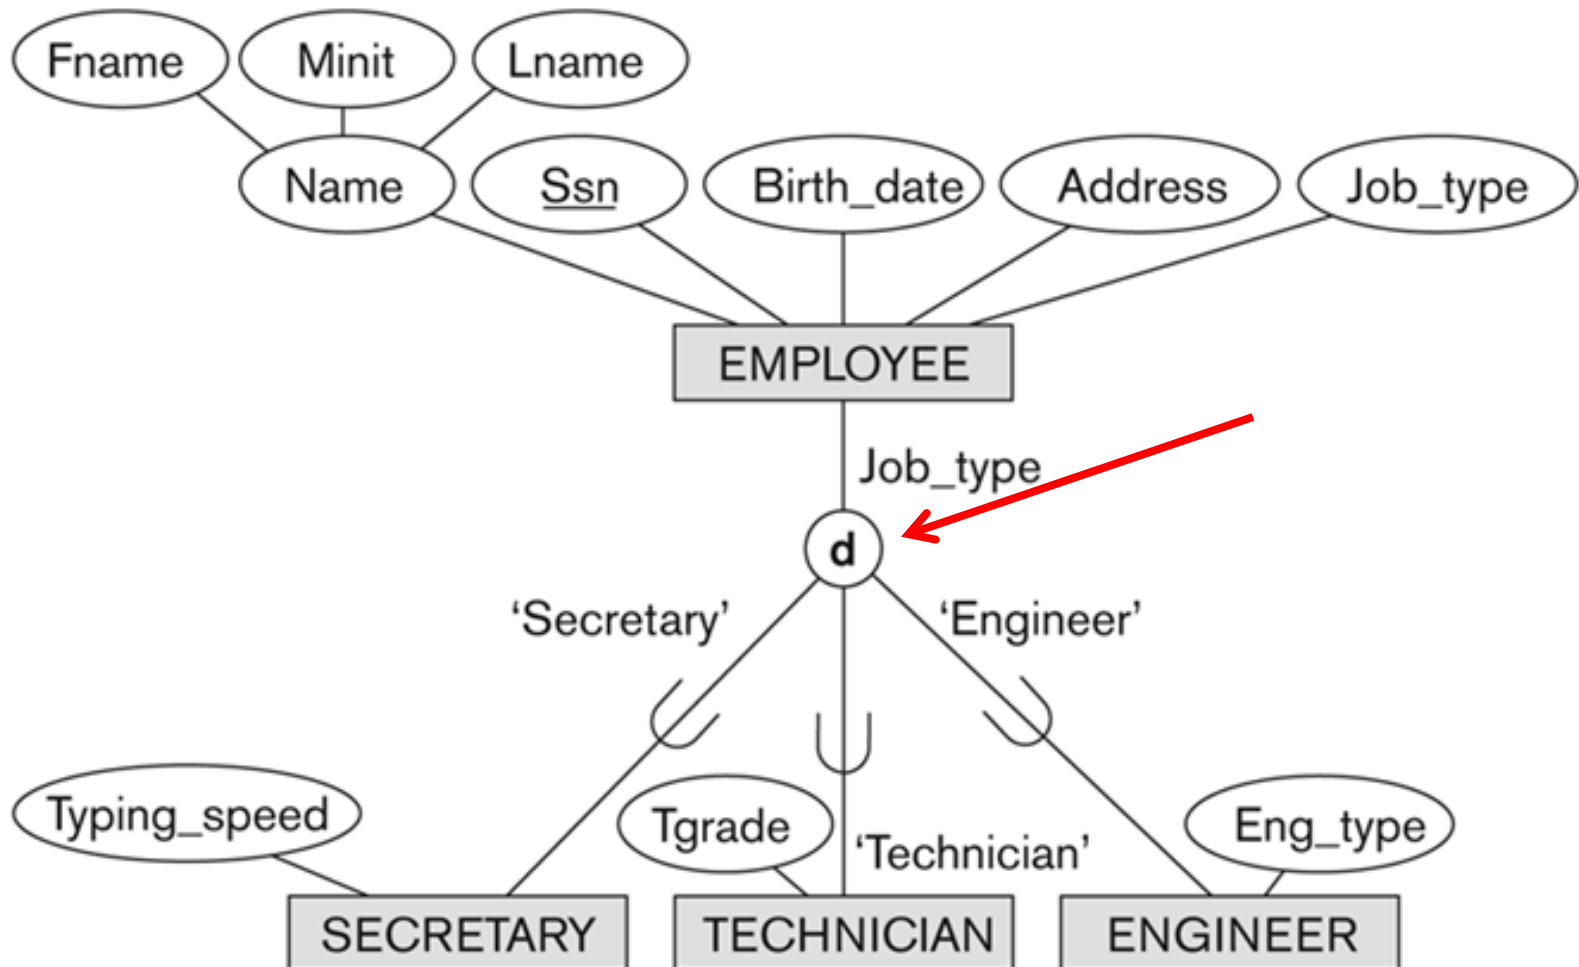 Fname Minit Lname
Name Ssn Birth_date Address Job_type
EMPLOYEE
Job_type
d
‘Secretary’ ‘Engineer’
Typing_speed Tgrade Eng_type
‘Technician’
SECRETARY TECHNICIAN ENGINEER